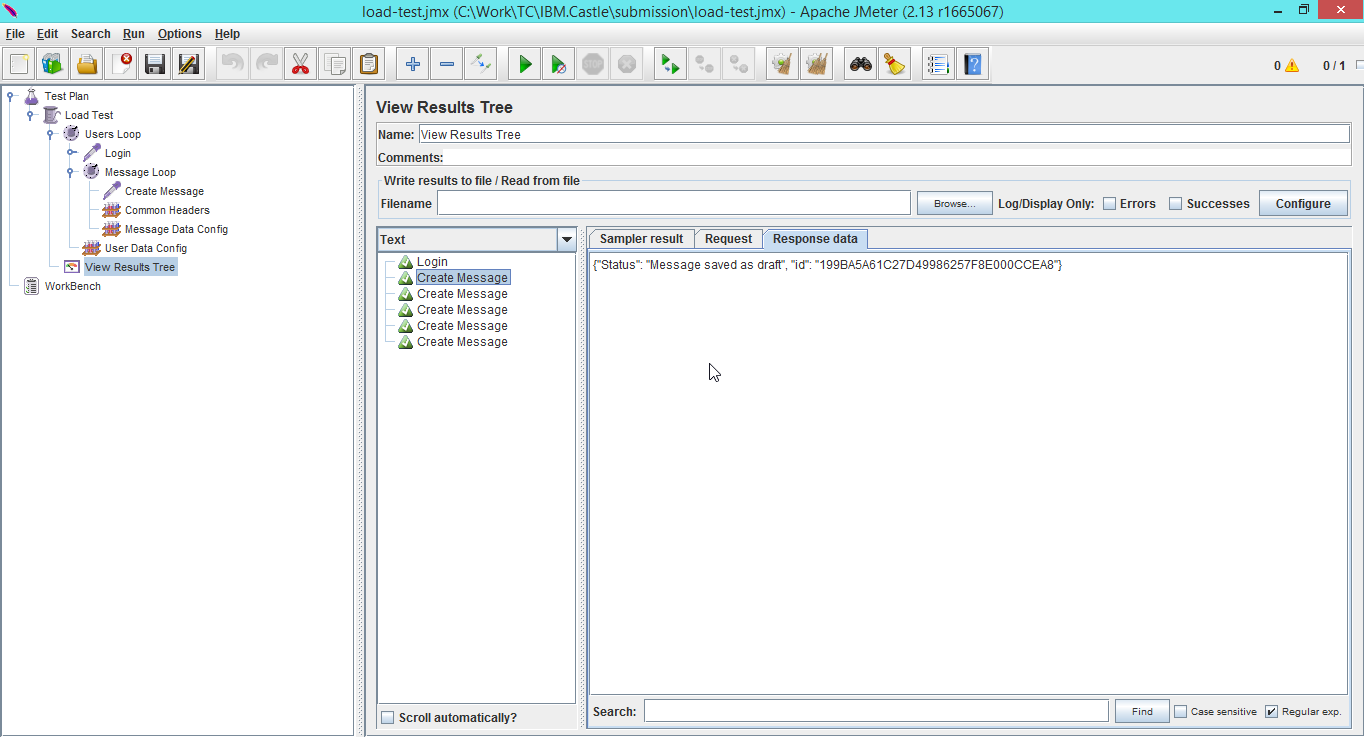 load-test.jmx (C:\Work\TC\IBM.Castle\submission\load-test.jmx) - Apache JMeter (2.13 r1665067)
File Edit Search Run Options Help
STOP
0 0 / 1
Test Plan
Load Test
Users Loop
Login
Message Loop
Create Message
Common Headers
Message Data Config
User Data Config
View Results Tree
WorkBench
View Results Tree
Name: View Results Tree
Comments:
Write results to file / Read from file
Filename Browse... Log/Display Only: Errors Successes Configure
Text
Login
Create Message
Create Message
Create Message
Create Message
Create Message
Scroll automatically?
Sampler result Request Response data
{"Status": "Message saved as draft", "id": "199BA5A61C27D49986257F8E000CCEA8"}
Search: Find Case sensitive Regular exp.